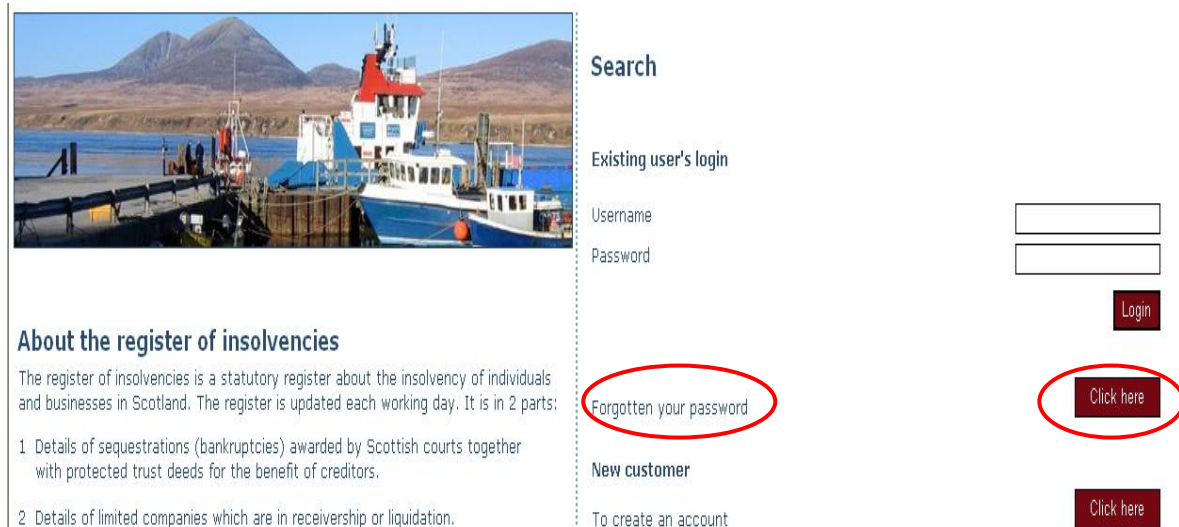 About the register of insolvencies
The register of insolvencies is a statutory register about the insolvency of individuals
and businesses in Scotland. The register is updated each working day. It is in 2 parts:
1 Details of sequestrations (bankruptcies) awarded by Scottish courts together
with protected trust deeds for the benefit of creditors.
2 Details of limited companies which are in receivership or liquidation.
Search
Existing user's login
Username
Password
Login
Forgotten your password
Click here
New customer
To create an account
Click here